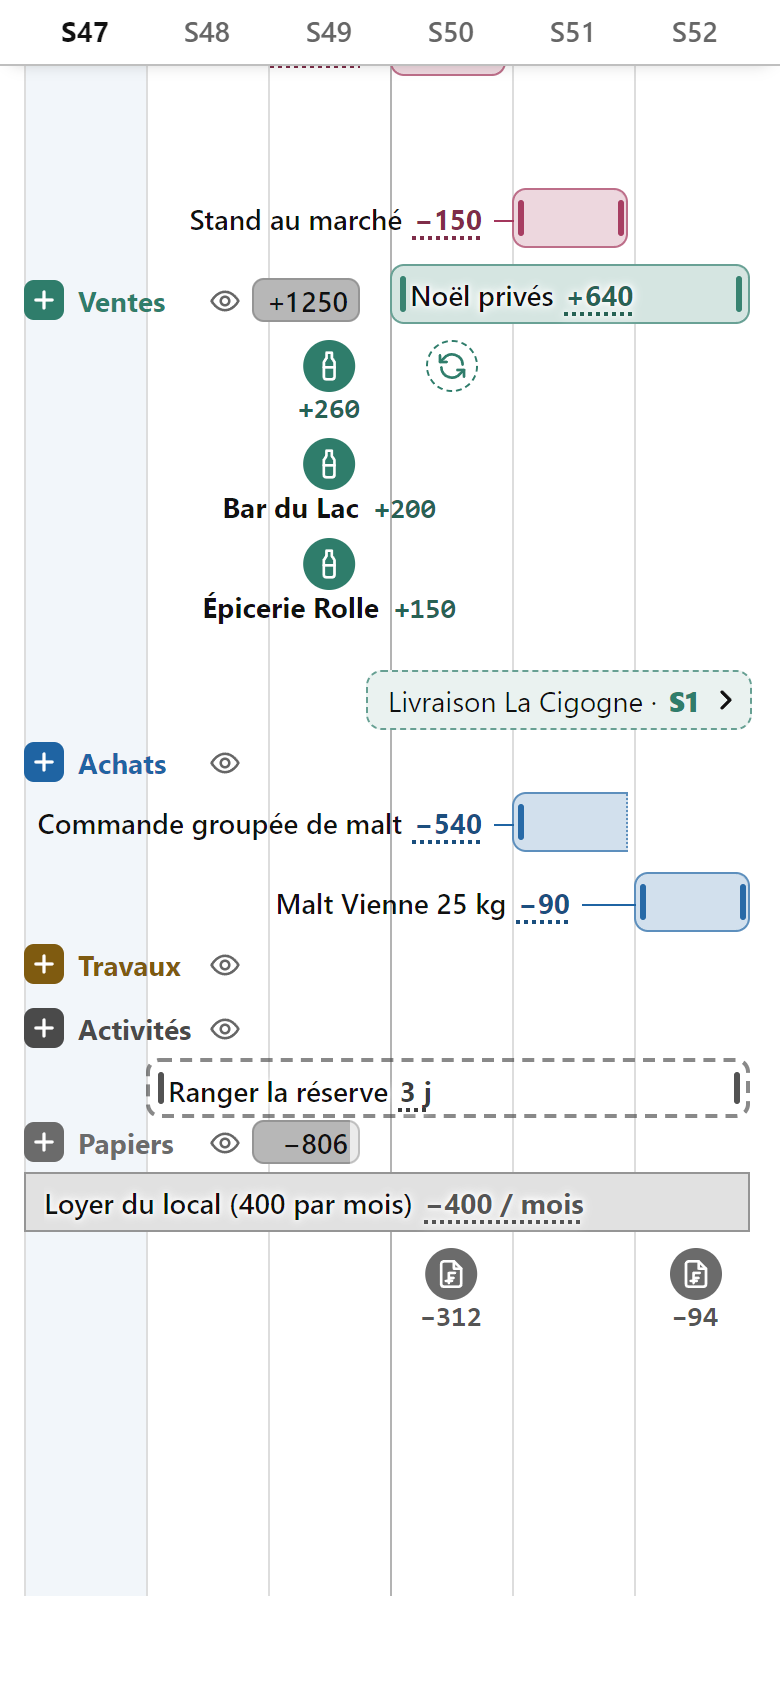 S47 S48 S49 S50 S51 S52
Stand au marché −150
Ventes +1250 Noël privés +640
+260
Bar du Lac +200
Épicerie Rolle +150
Livraison La Cigogne · S1
Achats
Commande groupée de malt −540
Malt Vienne 25 kg −90
Travaux
Activités
Ranger la réserve 3 j
Papiers −806
Loyer du local (400 par mois) −400 / mois
−312 −94